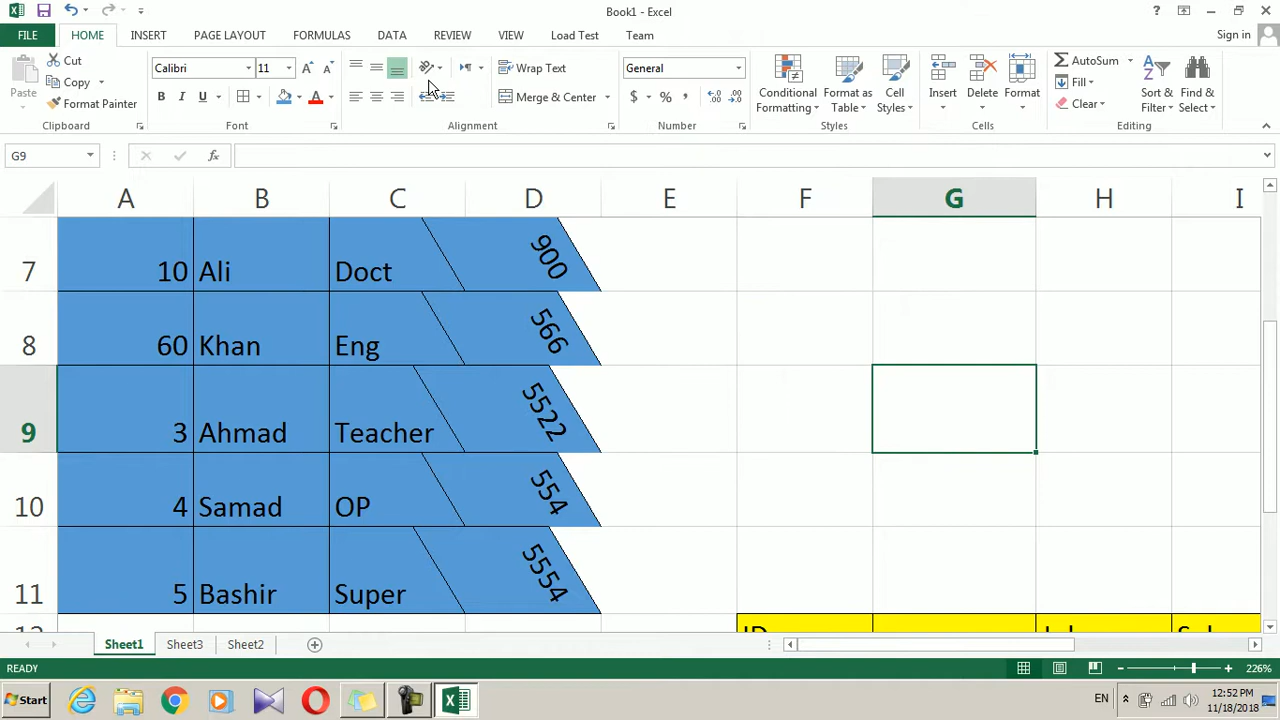 Book1 - Excel
FILE HOME INSERT PAGE LAYOUT FORMULAS DATA REVIEW VIEW Load Test Team Sign in
Cut
Copy
Format Painter
Paste
Clipboard
Calibri 11
B I U
Font
Wrap Text
Merge & Center
Alignment
General
$ % ,
Number
Conditional Formatting
Format as Table
Cell Styles
Styles
Insert Delete Format
Cells
AutoSum
Fill
Clear
Sort & Filter
Find & Select
Editing
G9
A B C D E F G H I
7 10 Ali Doct 900
8 60 Khan Eng 566
9 3 Ahmad Teacher 5522
10 4 Samad OP 554
11 5 Bashir Super 5554
Sheet1 Sheet3 Sheet2
READY 226%
Start EN 12:52 PM
11/18/2018